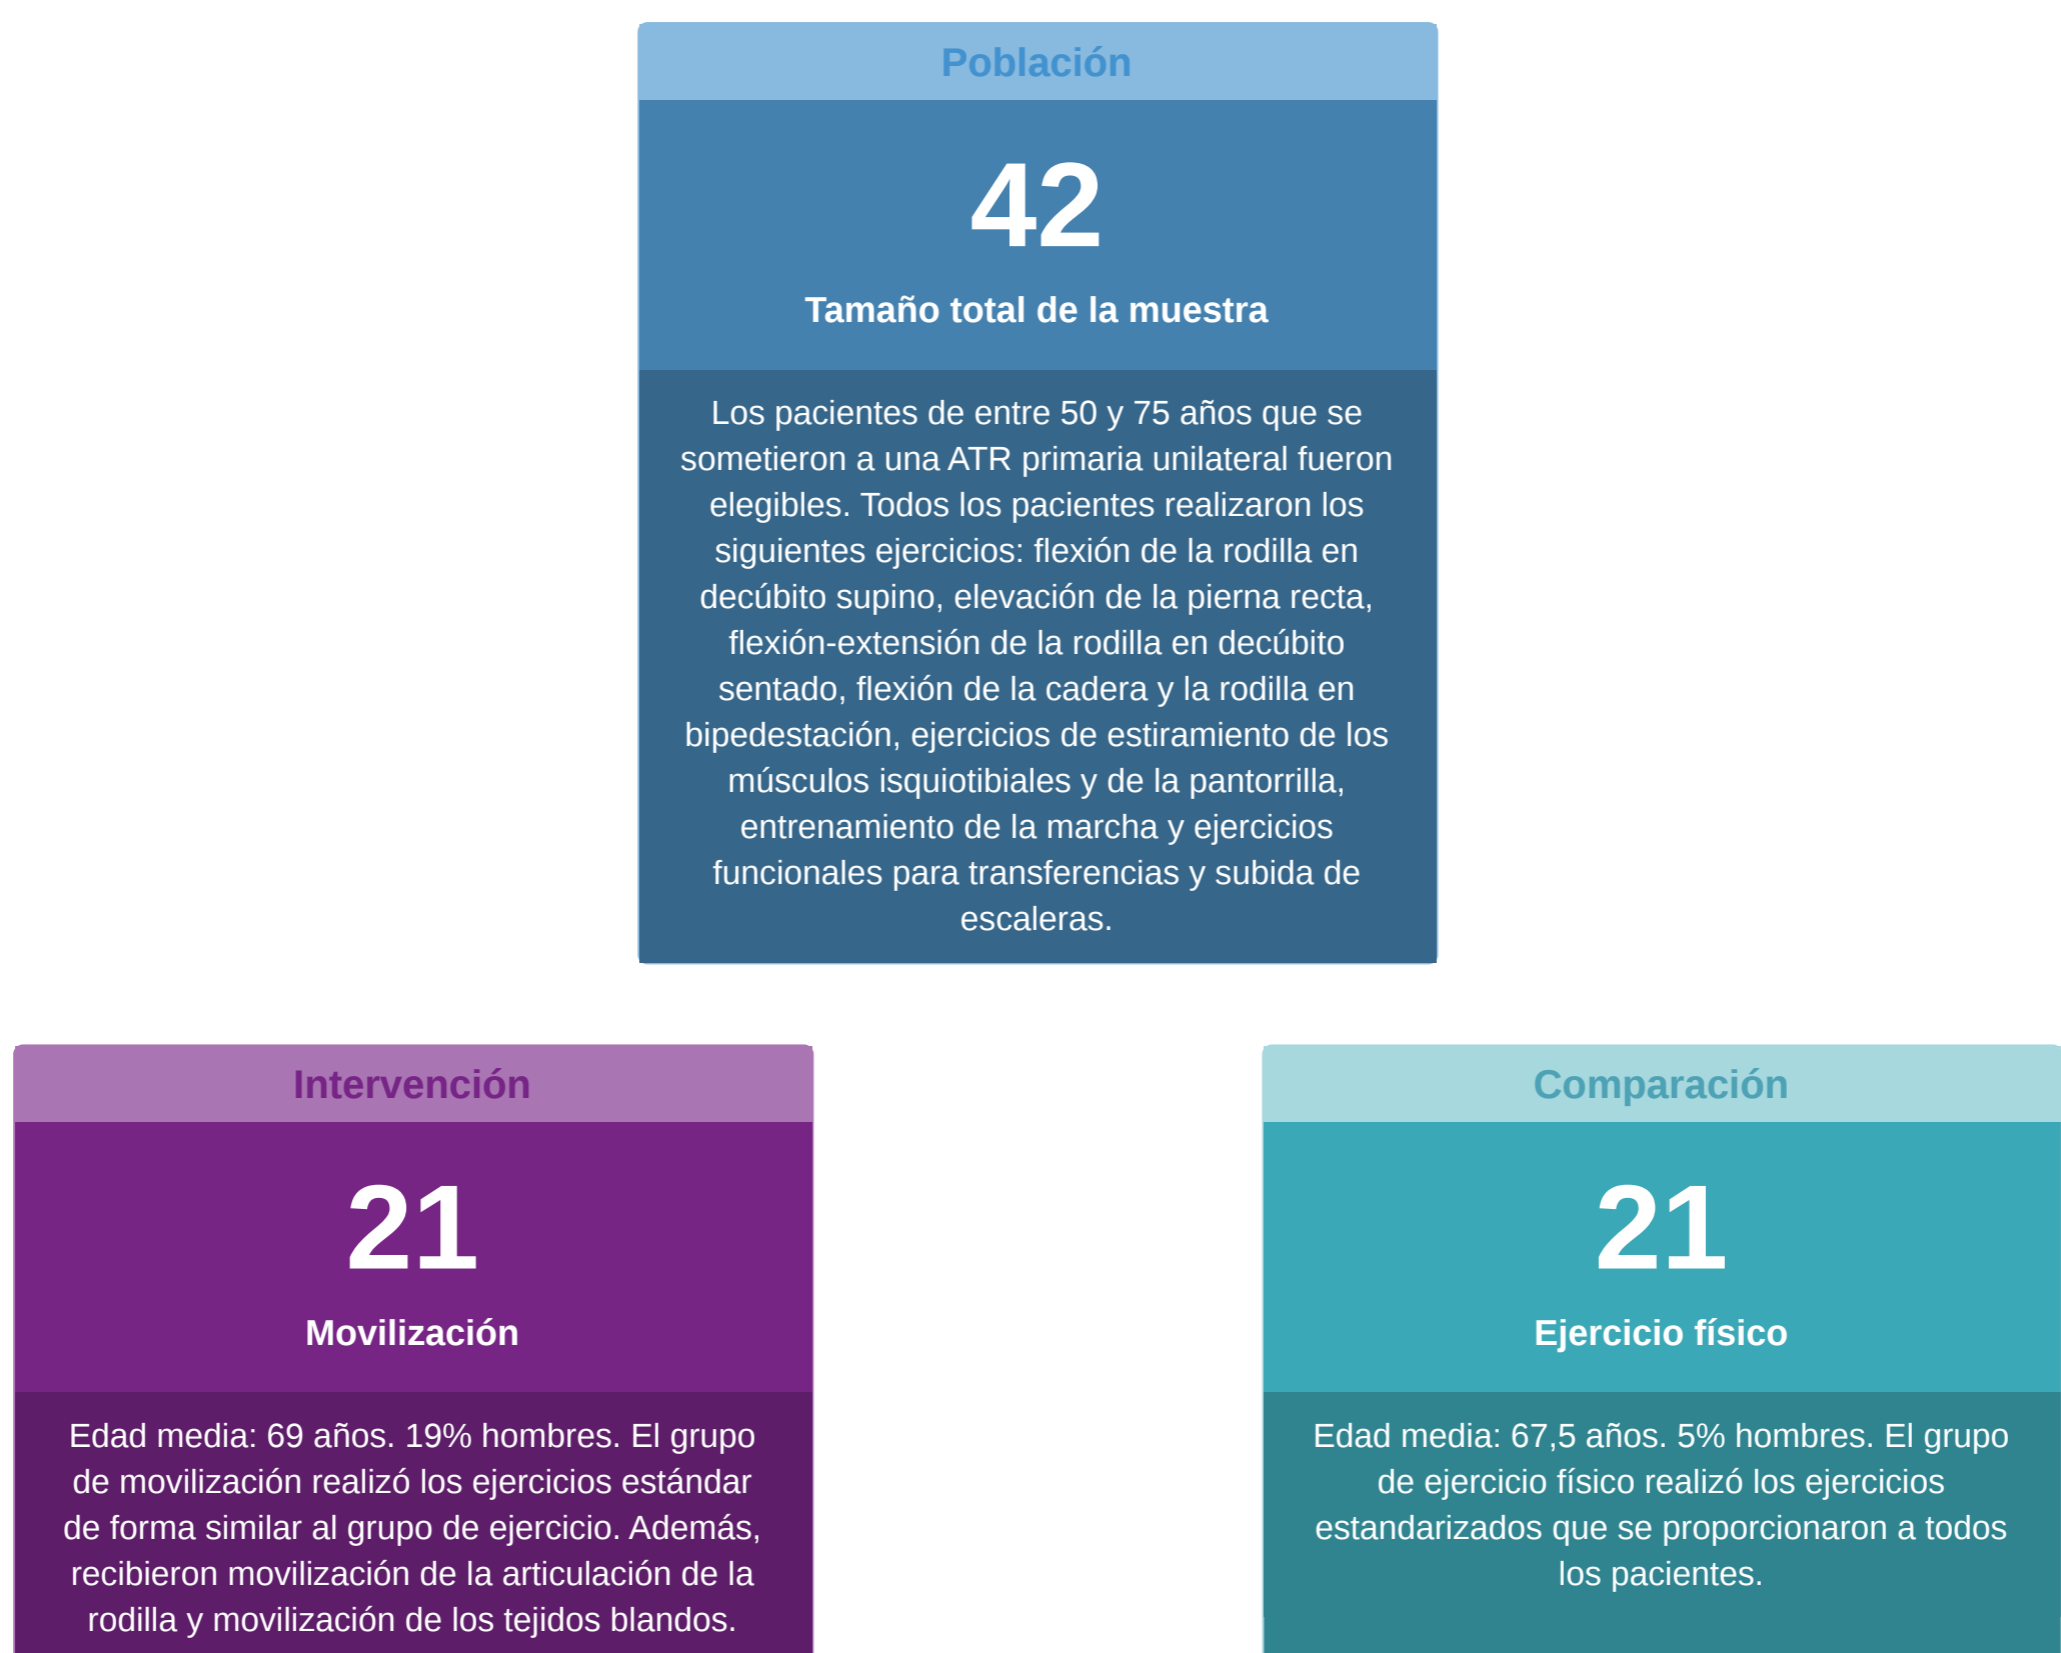 Población
42
Tamaño total de la muestra
Los pacientes de entre 50 y 75 años que se
sometieron a una ATR primaria unilateral fueron
elegibles. Todos los pacientes realizaron los
siguientes ejercicios: flexión de la rodilla en
decúbito supino, elevación de la pierna recta,
flexión-extensión de la rodilla en decúbito
sentado, flexión de la cadera y la rodilla en
bipedestación, ejercicios de estiramiento de los
músculos isquiotibiales y de la pantorrilla,
entrenamiento de la marcha y ejercicios
funcionales para transferencias y subida de
escaleras.
Intervención
21
Movilización
Edad media: 69 años. 19% hombres. El grupo
de movilización realizó los ejercicios estándar
de forma similar al grupo de ejercicio. Además,
recibieron movilización de la articulación de la
rodilla y movilización de los tejidos blandos.
Comparación
21
Ejercicio físico
Edad media: 67,5 años. 5% hombres. El grupo
de ejercicio físico realizó los ejercicios
estandarizados que se proporcionaron a todos
los pacientes.